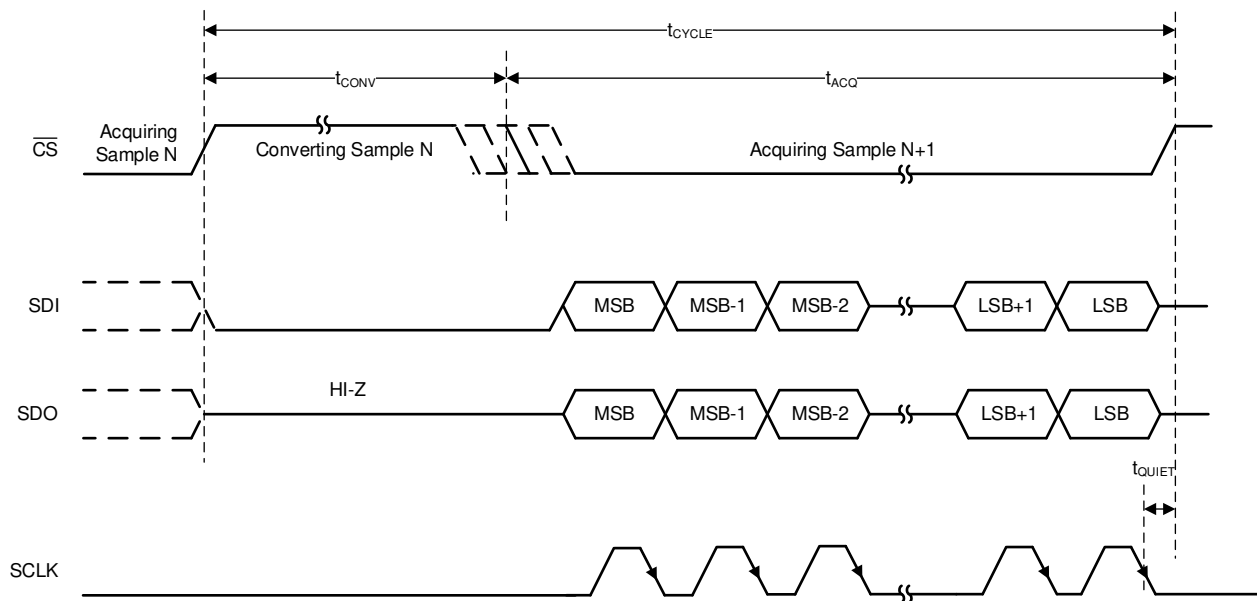 tCYCLE
tCONV tACQ
CS Acquiring Sample N Converting Sample N Acquiring Sample N+1
SDI MSB MSB-1 MSB-2 LSB+1 LSB
HI-Z
SDO MSB MSB-1 MSB-2 LSB+1 LSB
tQUIET
SCLK